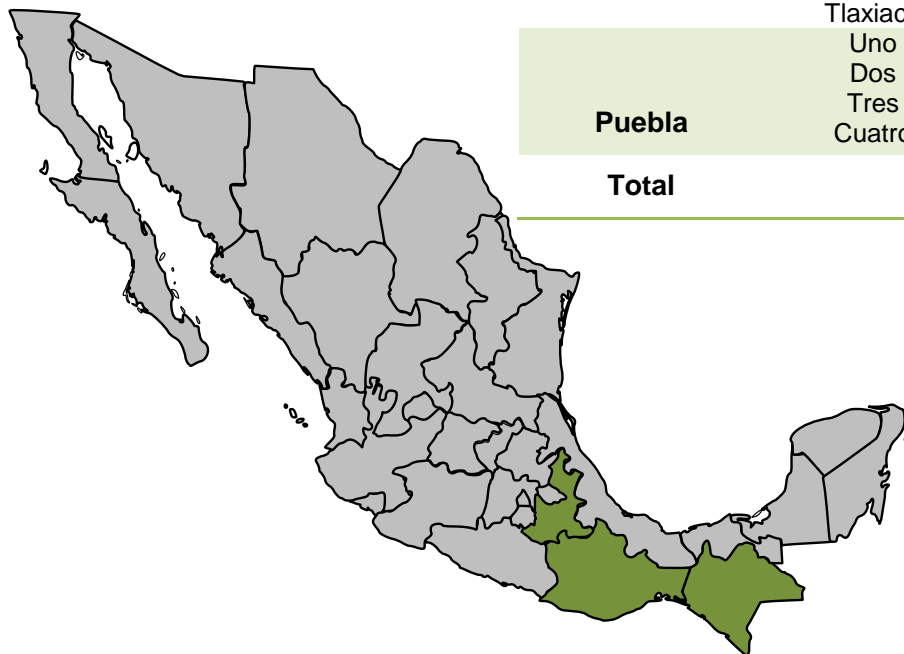 Tlaxiac
Uno
Dos
Tres
Puebla
Cuatro
Total